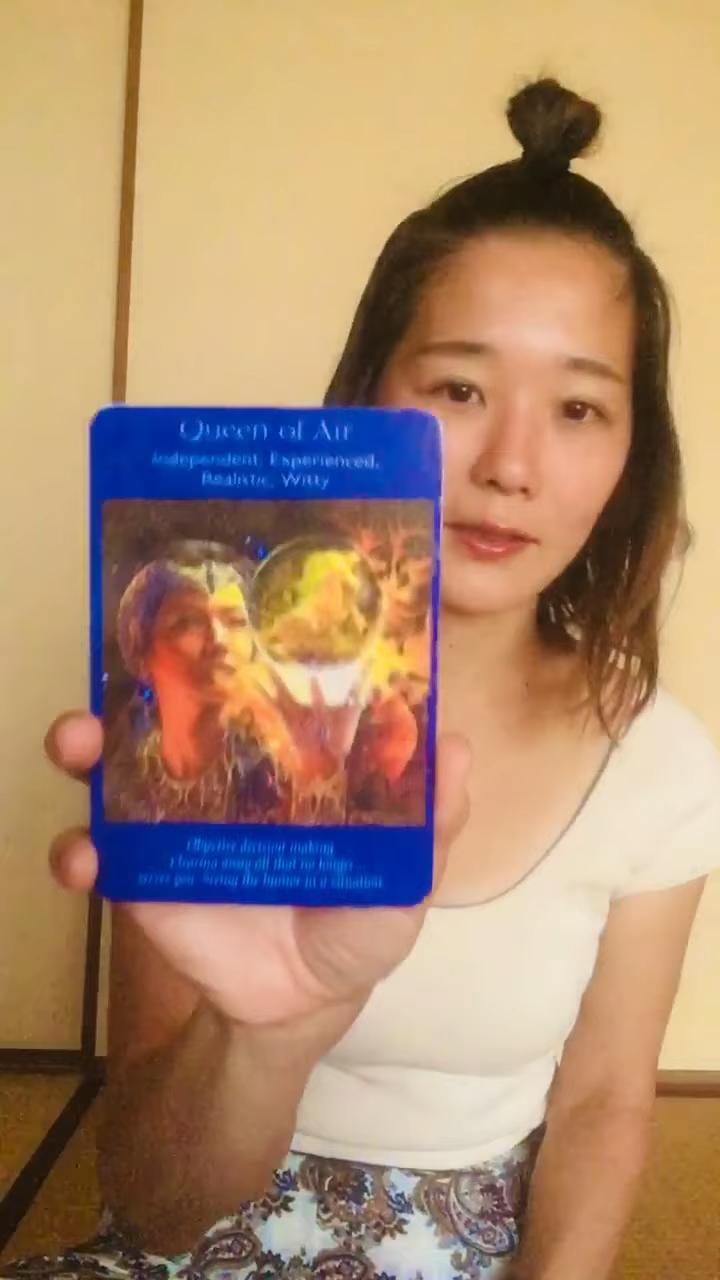 Queen of Air
Independent, Experienced,
Realistic, Witty
Objective decision making.
Clearing away all that no longer
serves you. Seeing the humor in a situation.